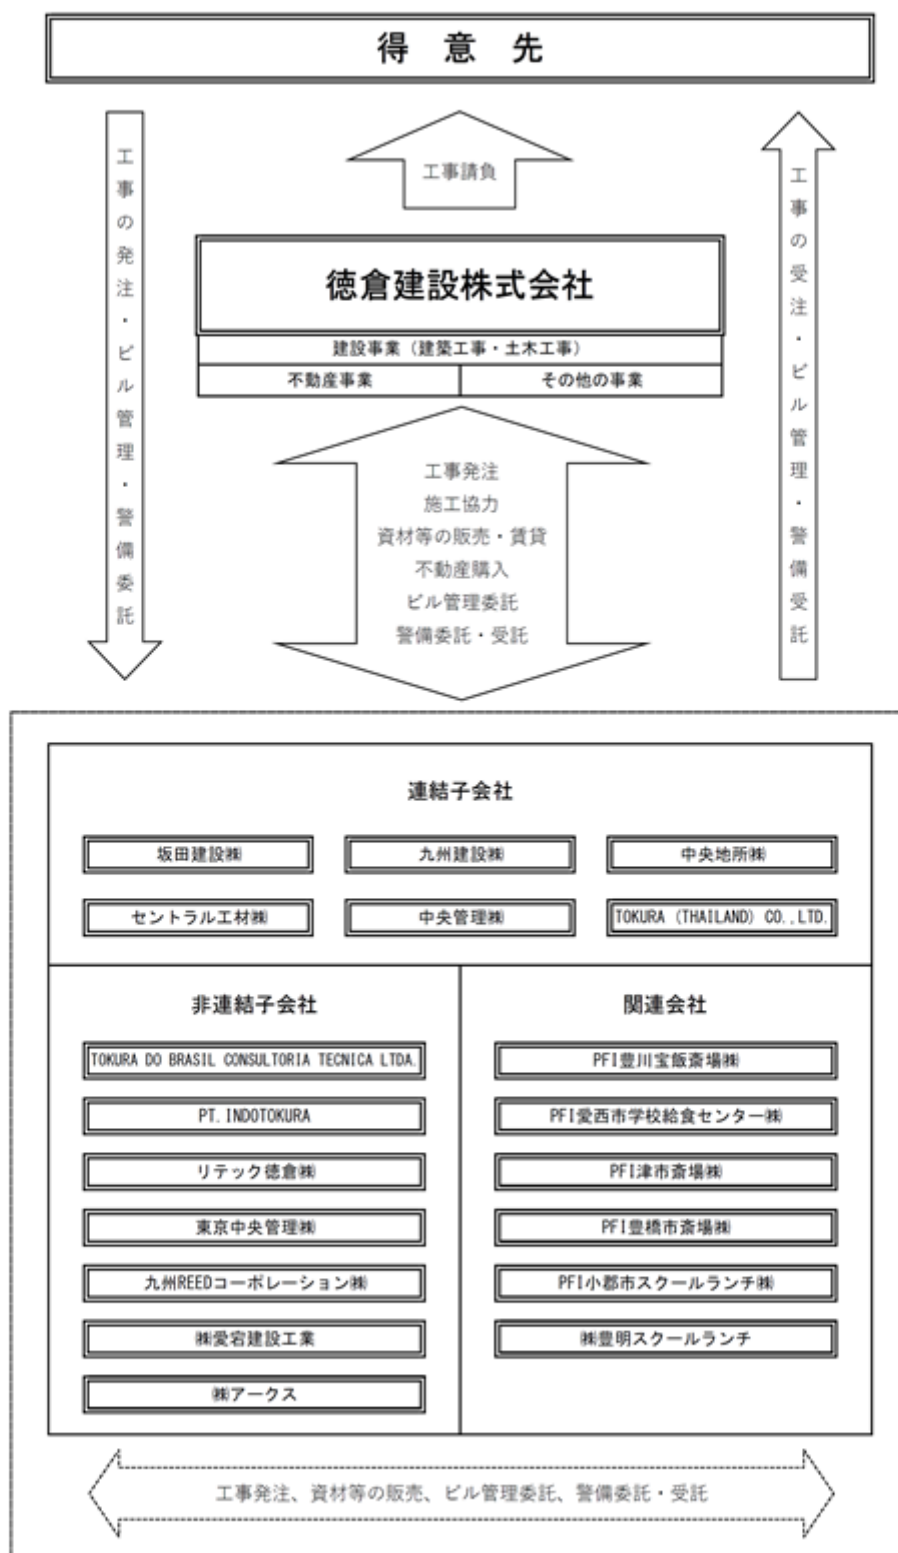 得意先
工事の発注・ビル管理・警備委託
工事請負
工事の受注・ビル管理・警備受託
徳倉建設株式会社
建設事業(建築工事・土木工事)
不動産事業
その他の事業
工事発注
施工協力
資材等の販売・賃貸
不動産購入
ビル管理委託
警備委託・受託
連結子会社
坂田建設㈱
九州建設㈱
中央地所㈱
セントラル工材㈱
中央管理㈱
TOKURA (THAILAND) CO.,LTD.
非連結子会社
TOKURA DO BRASIL CONSULTORIA TECNICA LTDA.
PT.INDOTOKURA
リテック徳倉㈱
東京中央管理㈱
九州REEDコーポレーション㈱
㈱愛宕建設工業
㈱アークス
関連会社
PFI豊川宝飯斎場㈱
PFI愛西市学校給食センター㈱
PFI津市斎場㈱
PFI豊橋市斎場㈱
PFI小郡市スクールランチ㈱
㈱豊明スクールランチ
工事発注、資材等の販売、ビル管理委託、警備委託・受託